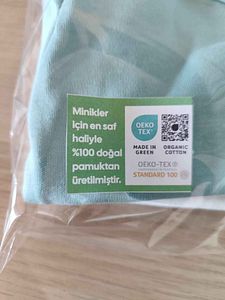 Minikler
için en saf
haliyle
%100 doğal
pamuktan
üretilmiştir.
OEKO
TEX®
MADE IN
GREEN
ORGANIC
COTTON
OEKO-TEX®
STANDARD 100